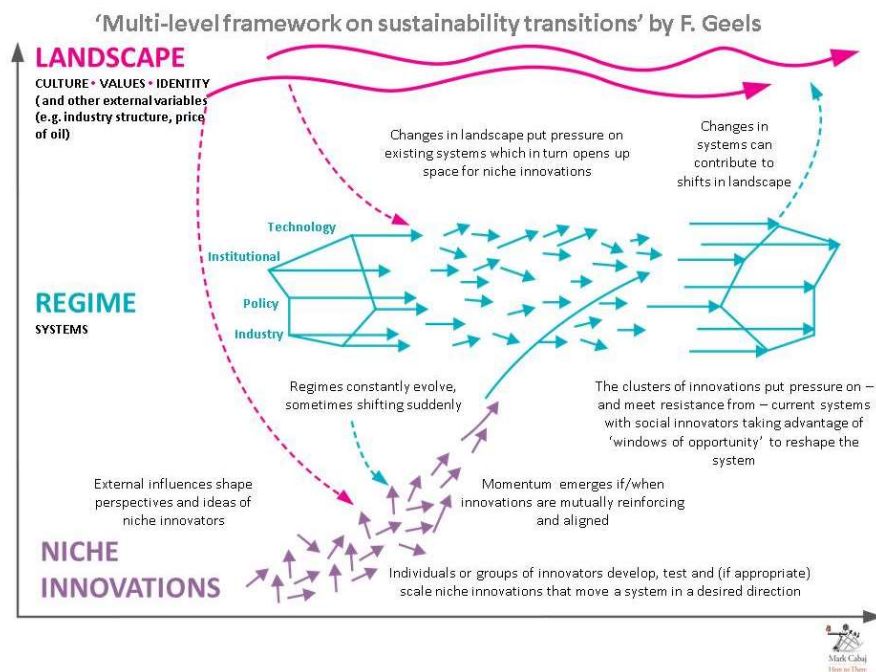 'Multi-level framework on sustainability transitions' by F. Geels
LANDSCAPE
CULTURE • VALUES • IDENTITY
( and other external variables
(e.g. industry structure, price
of oil)
Changes in landscape put pressure on
existing systems which in turn opens up
space for niche innovations
Changes in
systems can
contribute to
shifts in landscape
Technology
Institutional
Policy
Industry
REGIME
SYSTEMS
Regimes constantly evolve,
sometimes shifting suddenly
The clusters of innovations put pressure on –
and meet resistance from – current systems
with social innovators taking advantage of
'windows of opportunity' to reshape the
system
External influences shape
perspectives and ideas of
niche innovators
Momentum emerges if/when
innovations are mutually reinforcing
and aligned
NICHE
INNOVATIONS
Individuals or groups of innovators develop, test and (if appropriate)
scale niche innovations that move a system in a desired direction
Mark Cabaj
Here to There